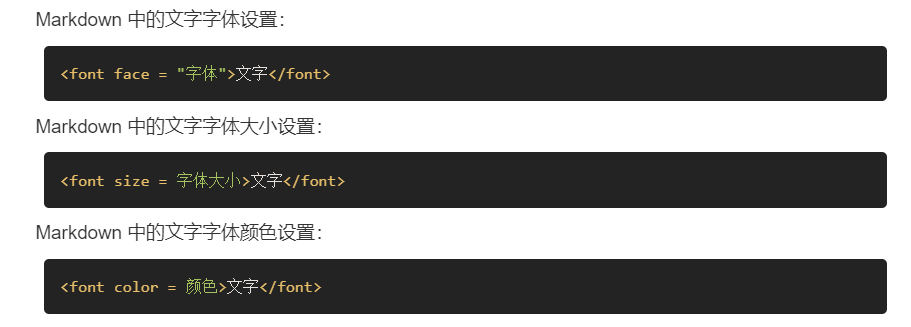 Markdown 中的文字字体设置：
<font face = "字体">文字</font>
Markdown 中的文字字体大小设置：
<font size = 字体大小>文字</font>
Markdown 中的文字字体颜色设置：
<font color = 颜色>文字</font>